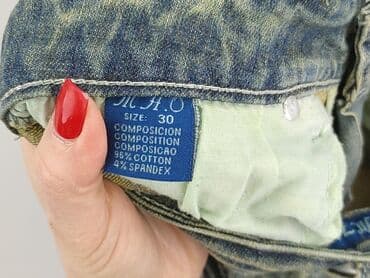 M.A.O
SIZE: 30
COMPOSICION
COMPOSITION
COMPOSICAO
96% COTTON
4% SPANDEX